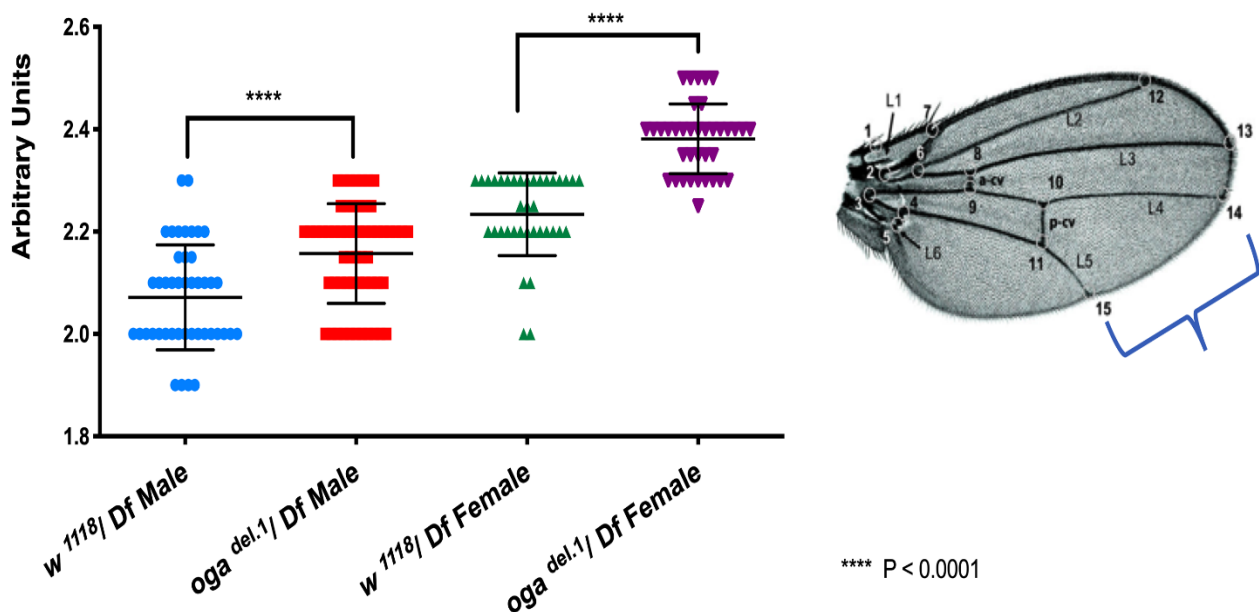 Arbitrary Units
2.6
2.4
2.2
2.0
1.8
****
****
w 1118/ Df Male
oga del.1/ Df Male
w 1118/ Df Female
oga del.1/ Df Female
1
L1
7
2
6
8
L2
12
L3
13
3
4
a-cv
9
10
L4
14
5
L6
p-cv
11
L5
15
**** P < 0.0001